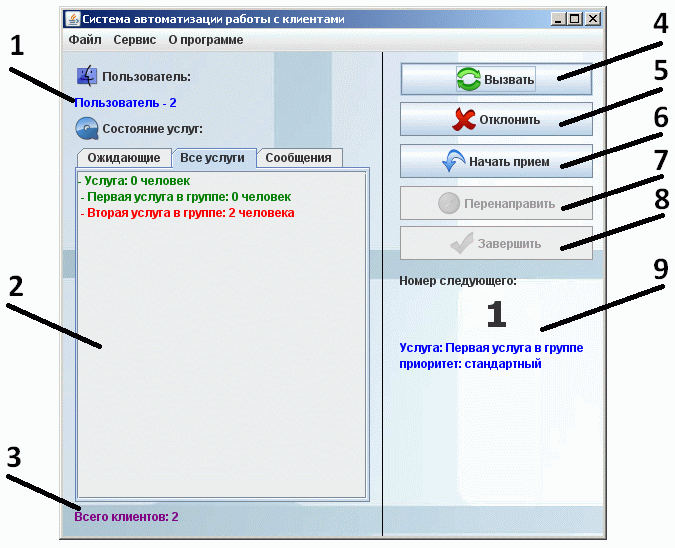 Система автоматизации работы с клиентами
Файл Сервис О программе
1
Пользователь:
Пользователь - 2
Состояние услуг:
Ожидающие Все услуги Сообщения
- Услуга: 0 человек
- Первая услуга в группе: 0 человек
- Вторая услуга в группе: 2 человека
2
3
Всего клиентов: 2
Вызвать
4
Отклонить
5
Начать прием
6
Перенаправить
7
Завершить
8
Номер следующего:
9
1
Услуга: Первая услуга в группе
приоритет: стандартный